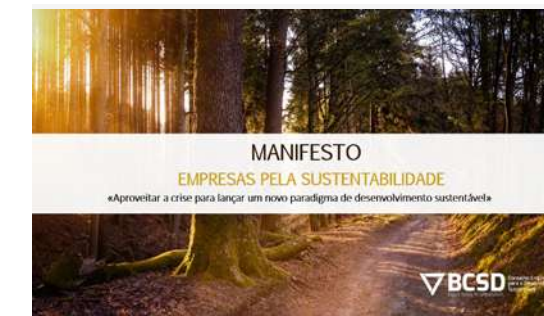 MANIFESTO
EMPRESAS PELA SUSTENTABILIDADE
«Aproveitar a crise para lançar um novo paradigma de desenvolvimento sustentável»
BCSD